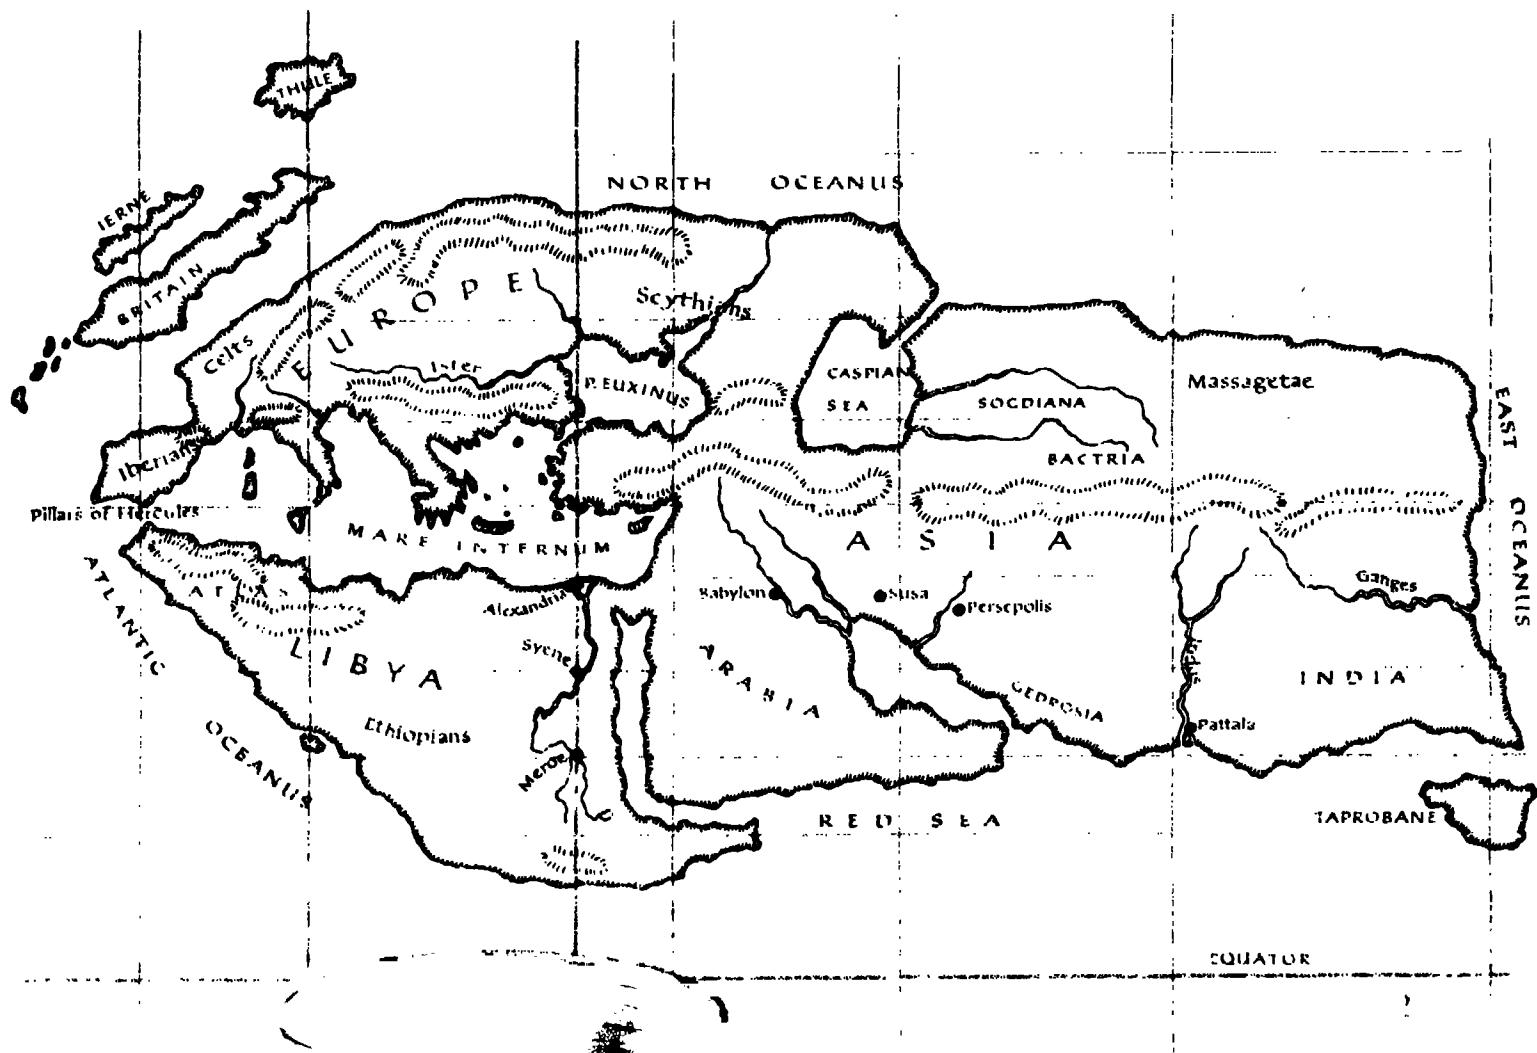 THULE
NORTH OCEANUS
IERNE
BRITAIN
EUROPE
Scythians
Celts
Ister
P. EUXINUS
CASPIAN
SEA
SOGDIANA
Massagetae
EAST OCEANUS
BACTRIA
Iberians
Pillars of Hercules
MARE INTERNUM
ASIA
ATLANTIC OCEANUS
ATLAS
Alexandria
Babylon
Susa
Persepolis
Ganges
LIBYA
Syene
ARABIA
Indus
INDIA
GEDROSIA
Ethiopians
Pattala
Meroe
RED SEA
TAPROBANE
EQUATOR